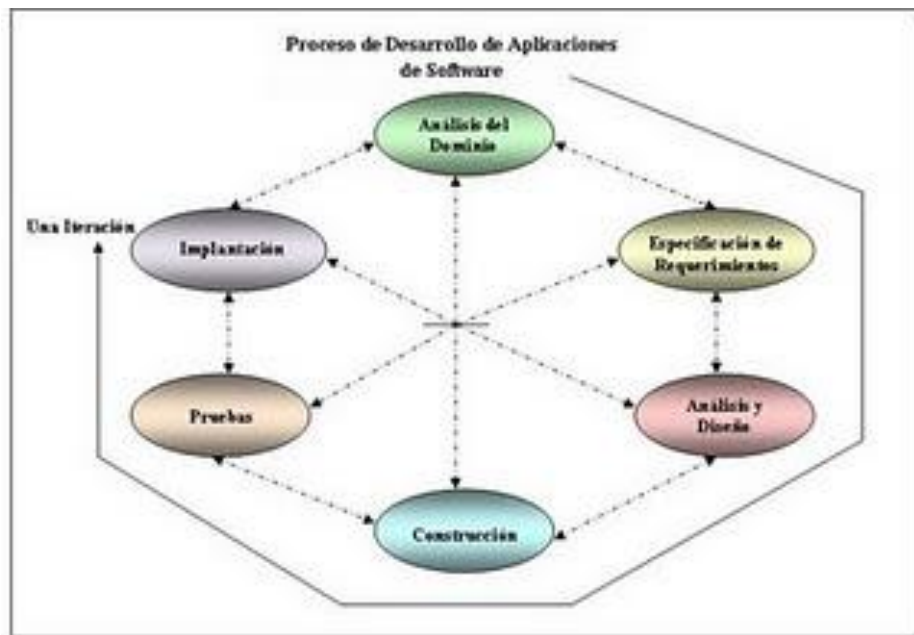 Proceso de Desarrollo de Aplicaciones
de Software
Análisis del
Dominio
Una Iteración
Implantación
Especificación de
Requerimientos
Pruebas
Análisis y
Diseño
Construcción